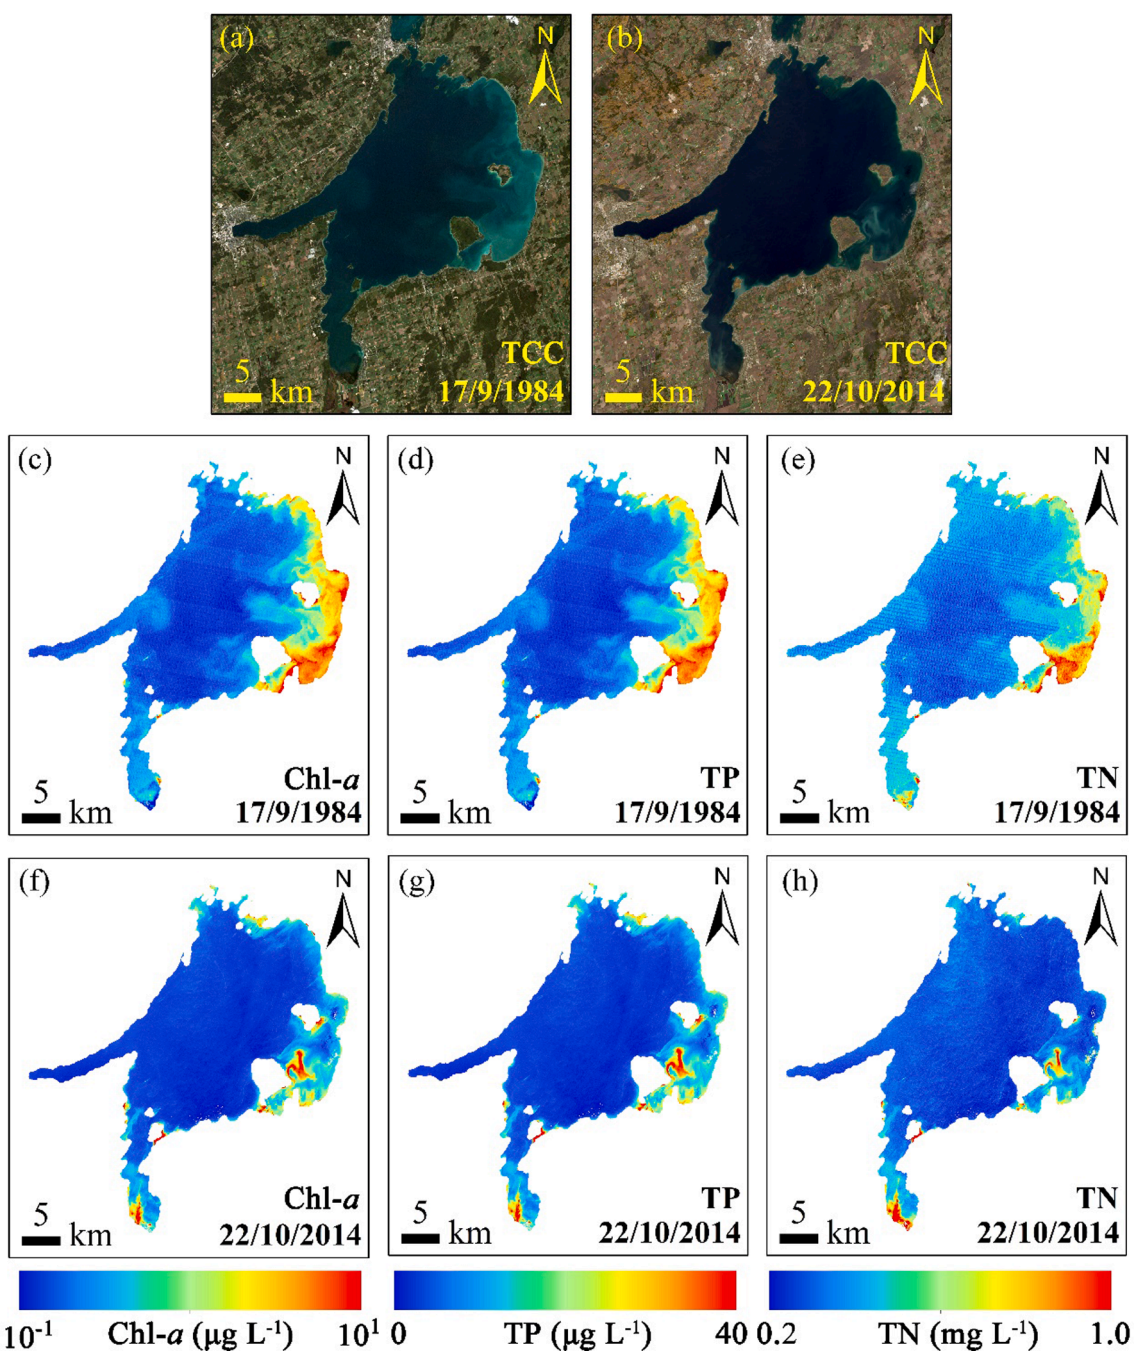 (a)
N
TCC
5
km
17/9/1984
(b)
N
TCC
5
km
22/10/2014
(c)
N
Chl-a
5
km
17/9/1984
(d)
N
TP
5
km
17/9/1984
(e)
N
TN
5
km
17/9/1984
(f)
N
Chl-a
5
km
22/10/2014
(g)
N
TP
5
km
22/10/2014
(h)
N
TN
5
km
22/10/2014
10⁻¹ Chl-a (μg L⁻¹) 10¹
0 TP (μg L⁻¹) 40
0.2 TN (mg L⁻¹) 1.0